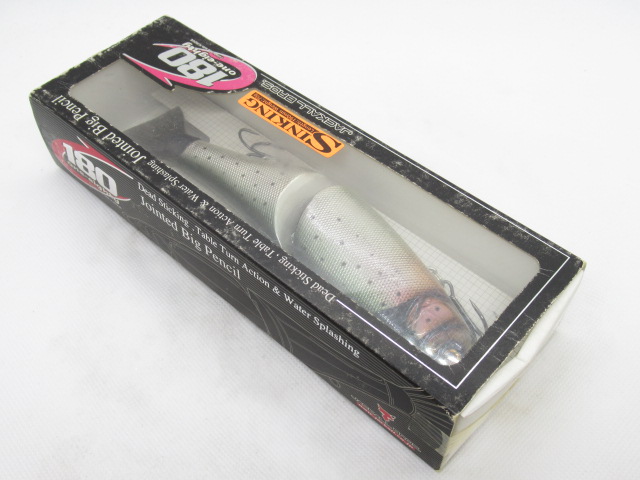 180
one-eighty
JACKALL BROS.
SINKING
Jointed Big Pencil
Dead Sticking . Table Turn Action & Water Splashing
180
Dead Sticking . Table Turn Action & Water Splashing
Jointed Big Pencil